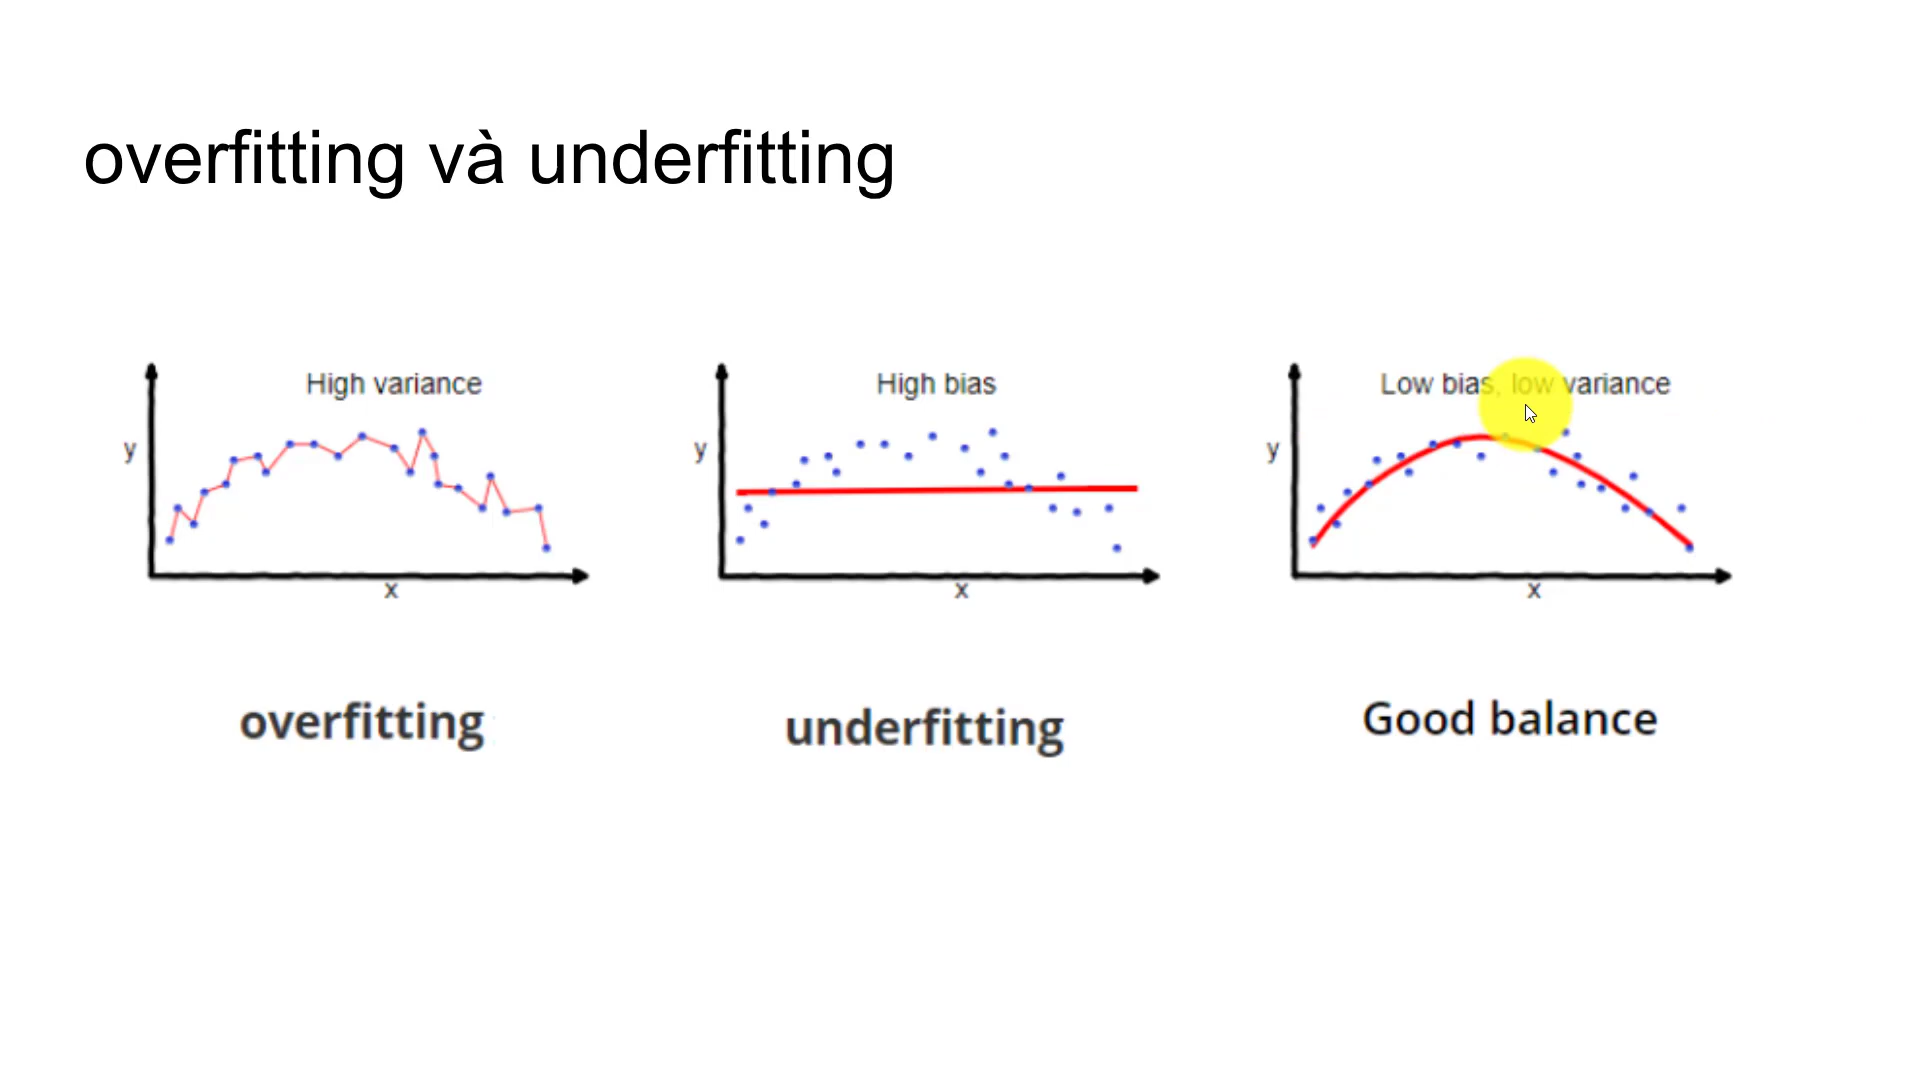 overfitting và underfitting
High variance
y
x
overfitting
High bias
y
x
underfitting
Low bias, low variance
y
x
Good balance